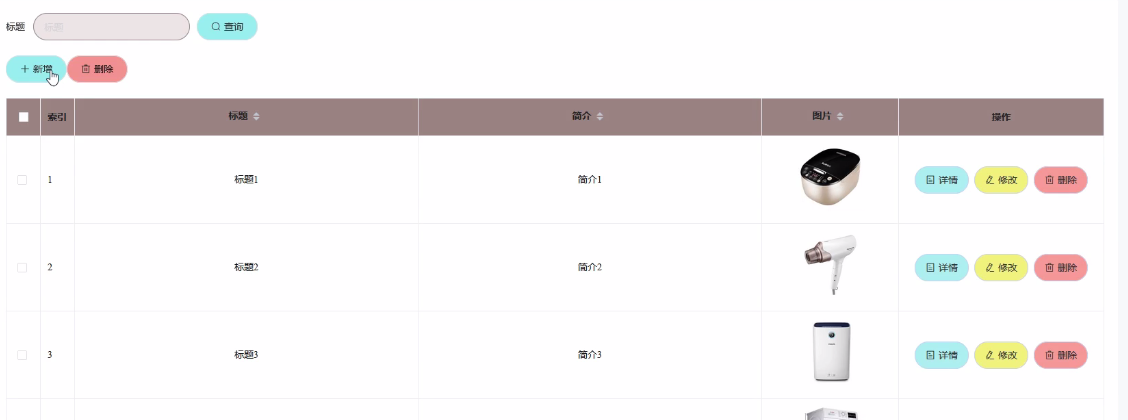 标题 标题 查询
新增 删除
索引 标题 简介 图片 操作
1 标题1 简介1 详情 修改 删除
2 标题2 简介2 详情 修改 删除
3 标题3 简介3 详情 修改 删除